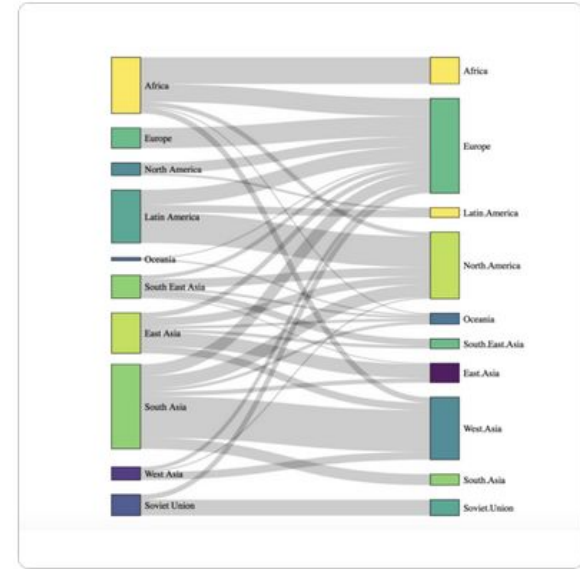 Africa
Europe
North America
Latin America
Oceania
South East Asia
East Asia
South Asia
West Asia
Soviet Union
Africa
Europe
Latin.America
North.America
Oceania
South.East.Asia
East.Asia
West.Asia
South.Asia
Soviet.Union